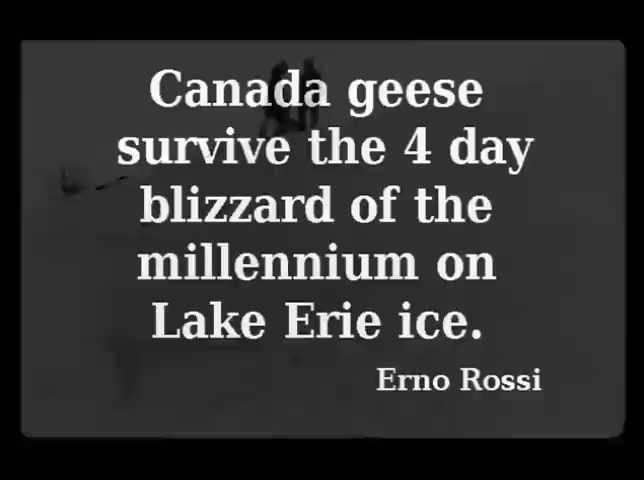 Canada geese
survive the 4 day
blizzard of the
millennium on
Lake Erie ice.
Erno Rossi